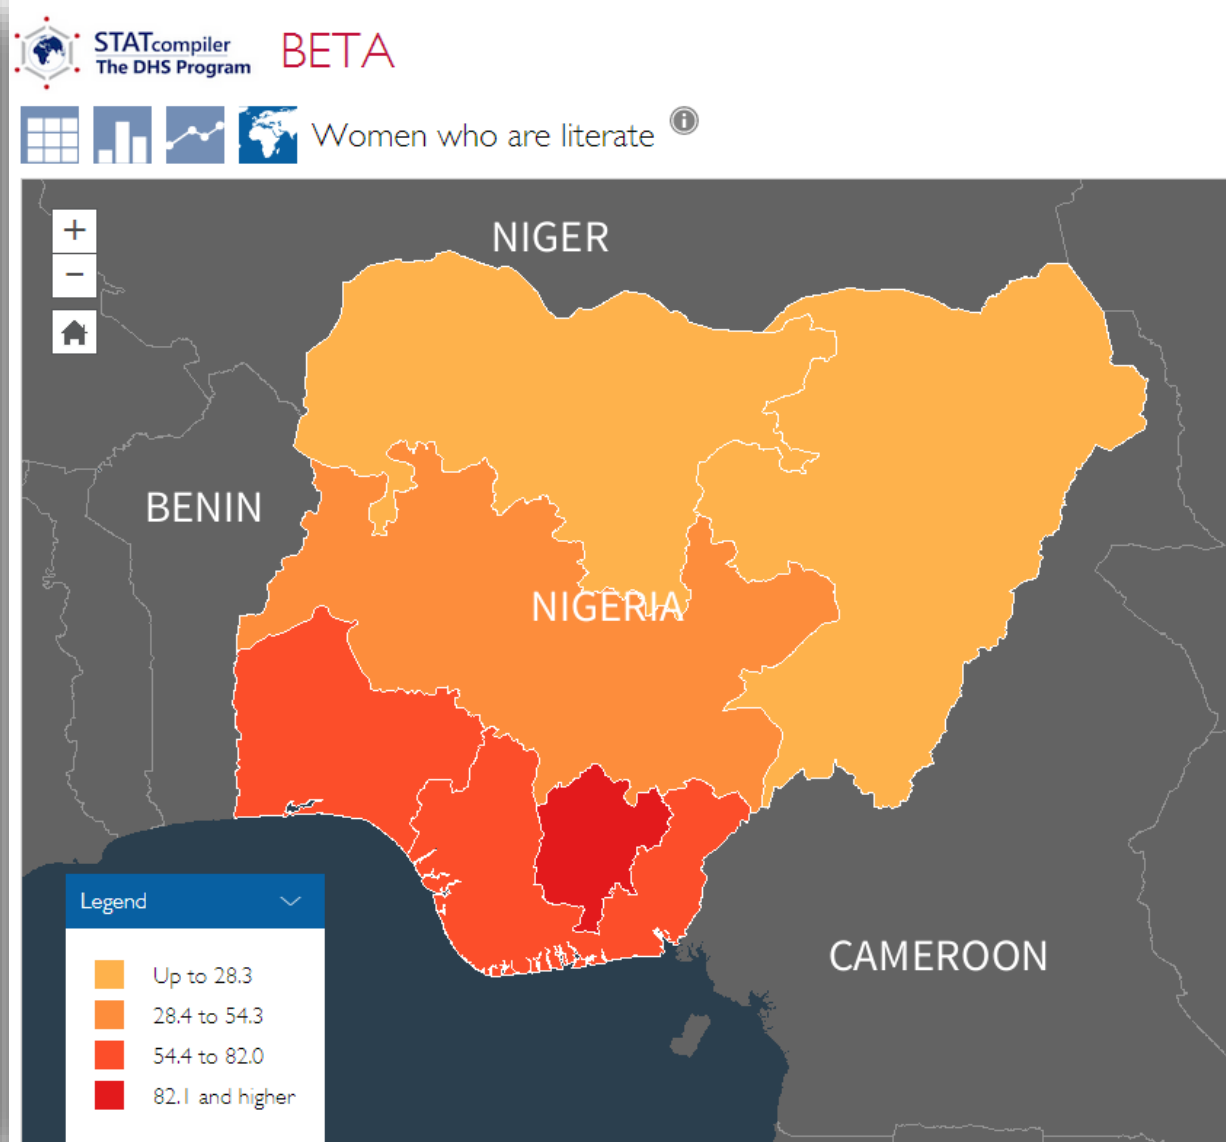 STATcompiler
The DHS Program
BETA
Women who are literate i
+
−
NIGER
BENIN
NIGERIA
CAMEROON
Legend
Up to 28.3
28.4 to 54.3
54.4 to 82.0
82.1 and higher